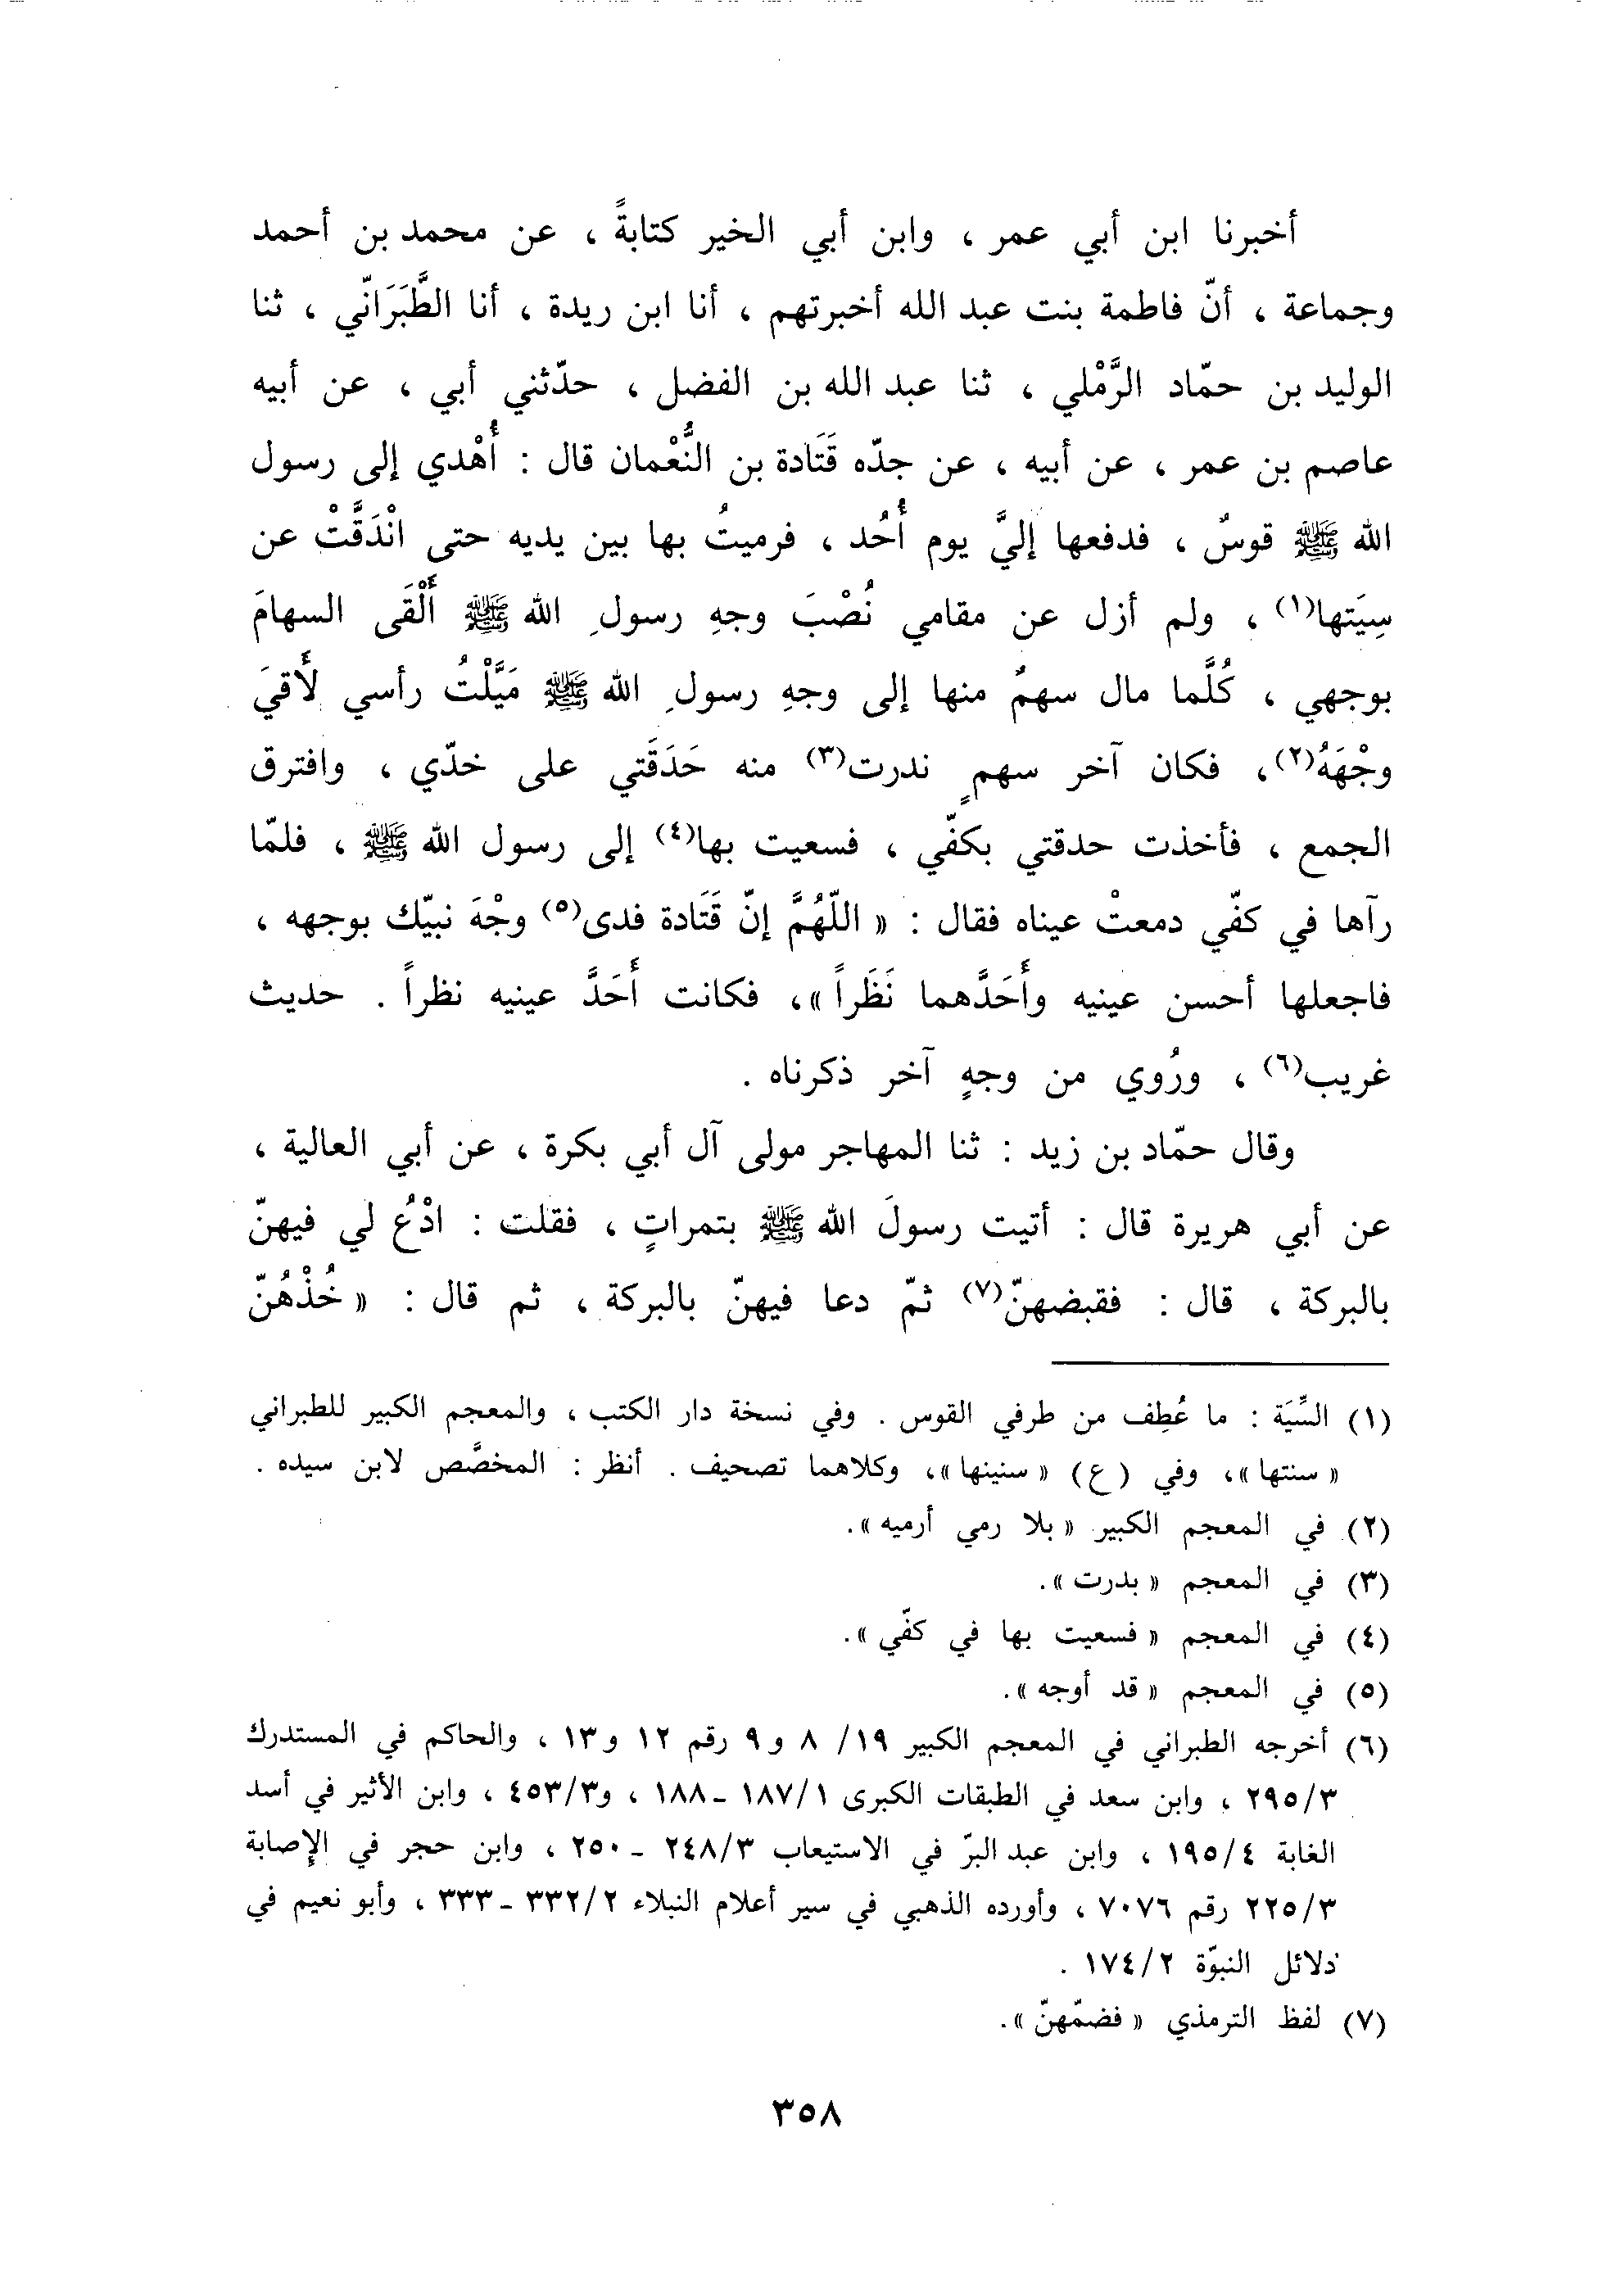 أخبرنا ابن أبي عمر ، وابن أبي الخير كتابةً ، عن محمد بن أحمد
وجماعة ، أنّ فاطمة بنت عبد الله أخبرتهم ، أنا ابن ريدة ، أنا الطَّبَرَانّي ، ثنا
الوليد بن حمّاد الرَّمْلي ، ثنا عبد الله بن الفضل ، حدّثني أبي ، عن أبيه
عاصم بن عمر ، عن أبيه ، عن جدّه قَتَادة بن النُّعْمان قال : أُهْدي إلى رسول
الله ﷺ قوسٌ ، فدفعها إليَّ يوم أُحُد ، فرميتُ بها بين يديه حتى انْدَقَّتْ عن
سِيَتها(١) ، ولم أزل عن مقامي نُصْبَ وجهِ رسولِ الله ﷺ أَلْقَى السهامَ
بوجهي ، كُلَّما مال سهمٌ منها إلى وجهِ رسولِ الله ﷺ مَيَّلْتُ رأسي لأَقيَ
وجْهَهُ(٢)، فكان آخر سهمٍ ندرت(٣) منه حَدَقَتي على خدّي ، وافترق
الجمع ، فأخذت حدقتي بكفّي ، فسعيت بها(٤) إلى رسول الله ﷺ ، فلمّا
رآها في كفّي دمعتْ عيناه فقال : « اللّهُمَّ إنّ قَتَادة فدى(٥) وجْهَ نبيّك بوجهه ،
فاجعلها أحسن عينيه وأَحَدَّهما نَظَراً »، فكانت أَحَدَّ عينيه نظراً . حديث
غريب(٦) ، ورُوي من وجهٍ آخر ذكرناه .
وقال حمّاد بن زيد : ثنا المهاجر مولى آل أبي بكرة ، عن أبي العالية ،
عن أبي هريرة قال : أتيت رسولَ الله ﷺ بتمراتٍ ، فقلت : ادْعُ لي فيهنّ
بالبركة ، قال : فقبضهنّ(٧) ثمّ دعا فيهنّ بالبركة ، ثم قال : « خُذْهُنّ
(١) السِّيَة : ما عُطِف من طرفي القوس . وفي نسخة دار الكتب ، والمعجم الكبير للطبراني
« سنتها »، وفي (ع) « سنينها »، وكلاهما تصحيف . أنظر : المخصَّص لابن سيده .
(٢) في المعجم الكبير « بلا رمي أرميه ».
(٣) في المعجم « بدرت ».
(٤) في المعجم « فسعيت بها في كفّي ».
(٥) في المعجم « قد أوجه ».
(٦) أخرجه الطبراني في المعجم الكبير ١٩/ ٨ و٩ رقم ١٢ و١٣ ، والحاكم في المستدرك
٢٩٥/٣ ، وابن سعد في الطبقات الكبرى ١٨٧/١ ـ ١٨٨ ، و٤٥٣/٣ ، وابن الأثير في أسد
الغابة ١٩٥/٤ ، وابن عبد البرّ في الاستيعاب ٢٤٨/٣ ـ ٢٥٠ ، وابن حجر في الإصابة
٢٢٥/٣ رقم ٧٠٧٦ ، وأورده الذهبي في سير أعلام النبلاء ٣٣٢/٢ ـ ٣٣٣ ، وأبو نعيم في
دلائل النبوّة ١٧٤/٢ .
(٧) لفظ الترمذي « فضمّهنّ ».
٣٥٨